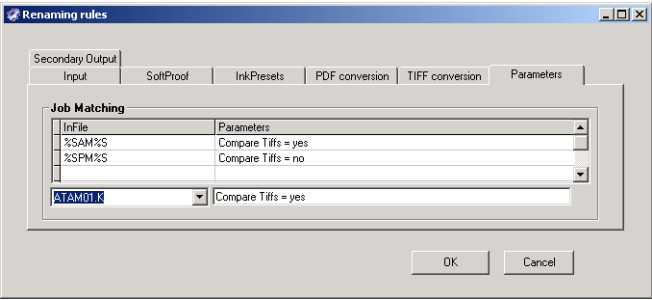 Renaming rules
Secondary Output
Input SoftProof InkPresets PDF conversion TIFF conversion Parameters
Job Matching
InFile Parameters
%SAM%S Compare Tiffs = yes
%SPM%S Compare Tiffs = no
ATAM01.K Compare Tiffs = yes
OK Cancel